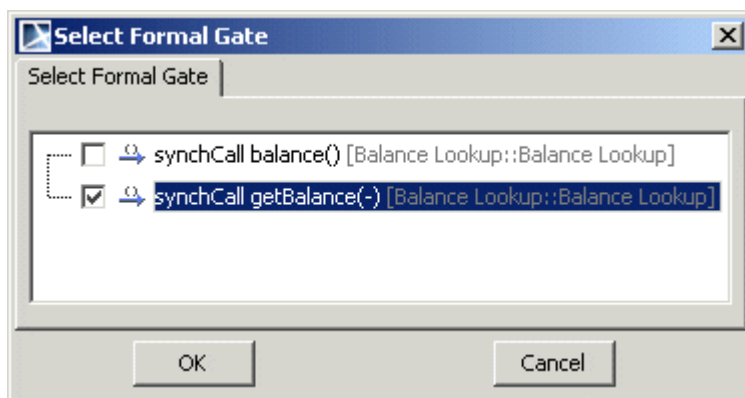 Select Formal Gate
Select Formal Gate
synchCall balance() [Balance Lookup::Balance Lookup]
synchCall getBalance(-) [Balance Lookup::Balance Lookup]
OK Cancel